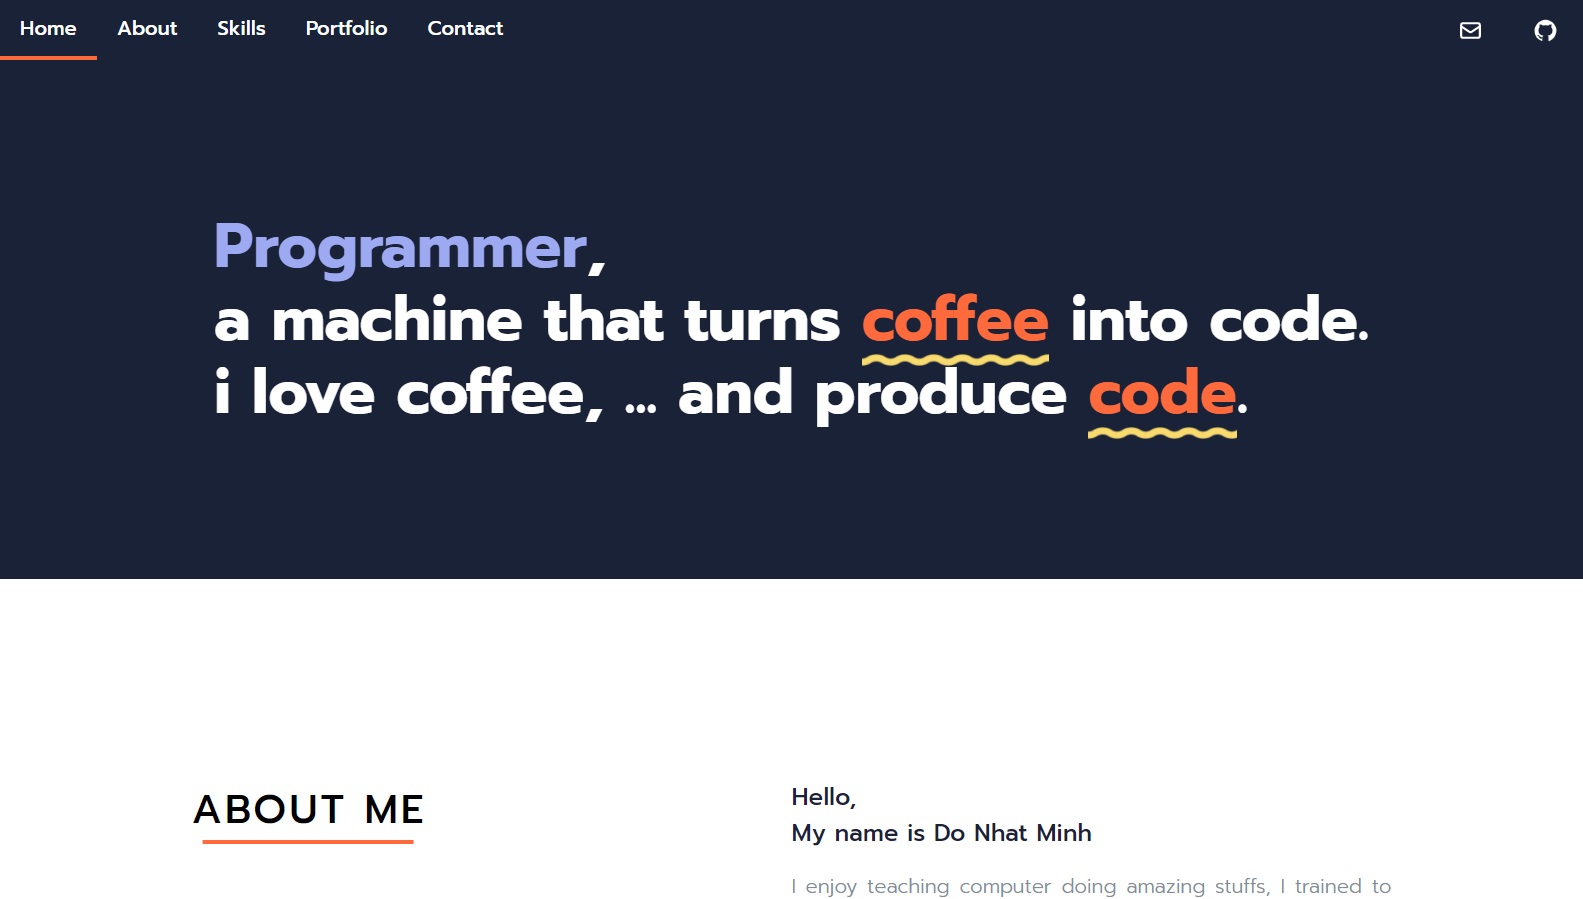 Home About Skills Portfolio Contact
Programmer,
a machine that turns coffee into code.
i love coffee, ... and produce code.
ABOUT ME
Hello,
My name is Do Nhat Minh
I enjoy teaching computer doing amazing stuffs, I trained to